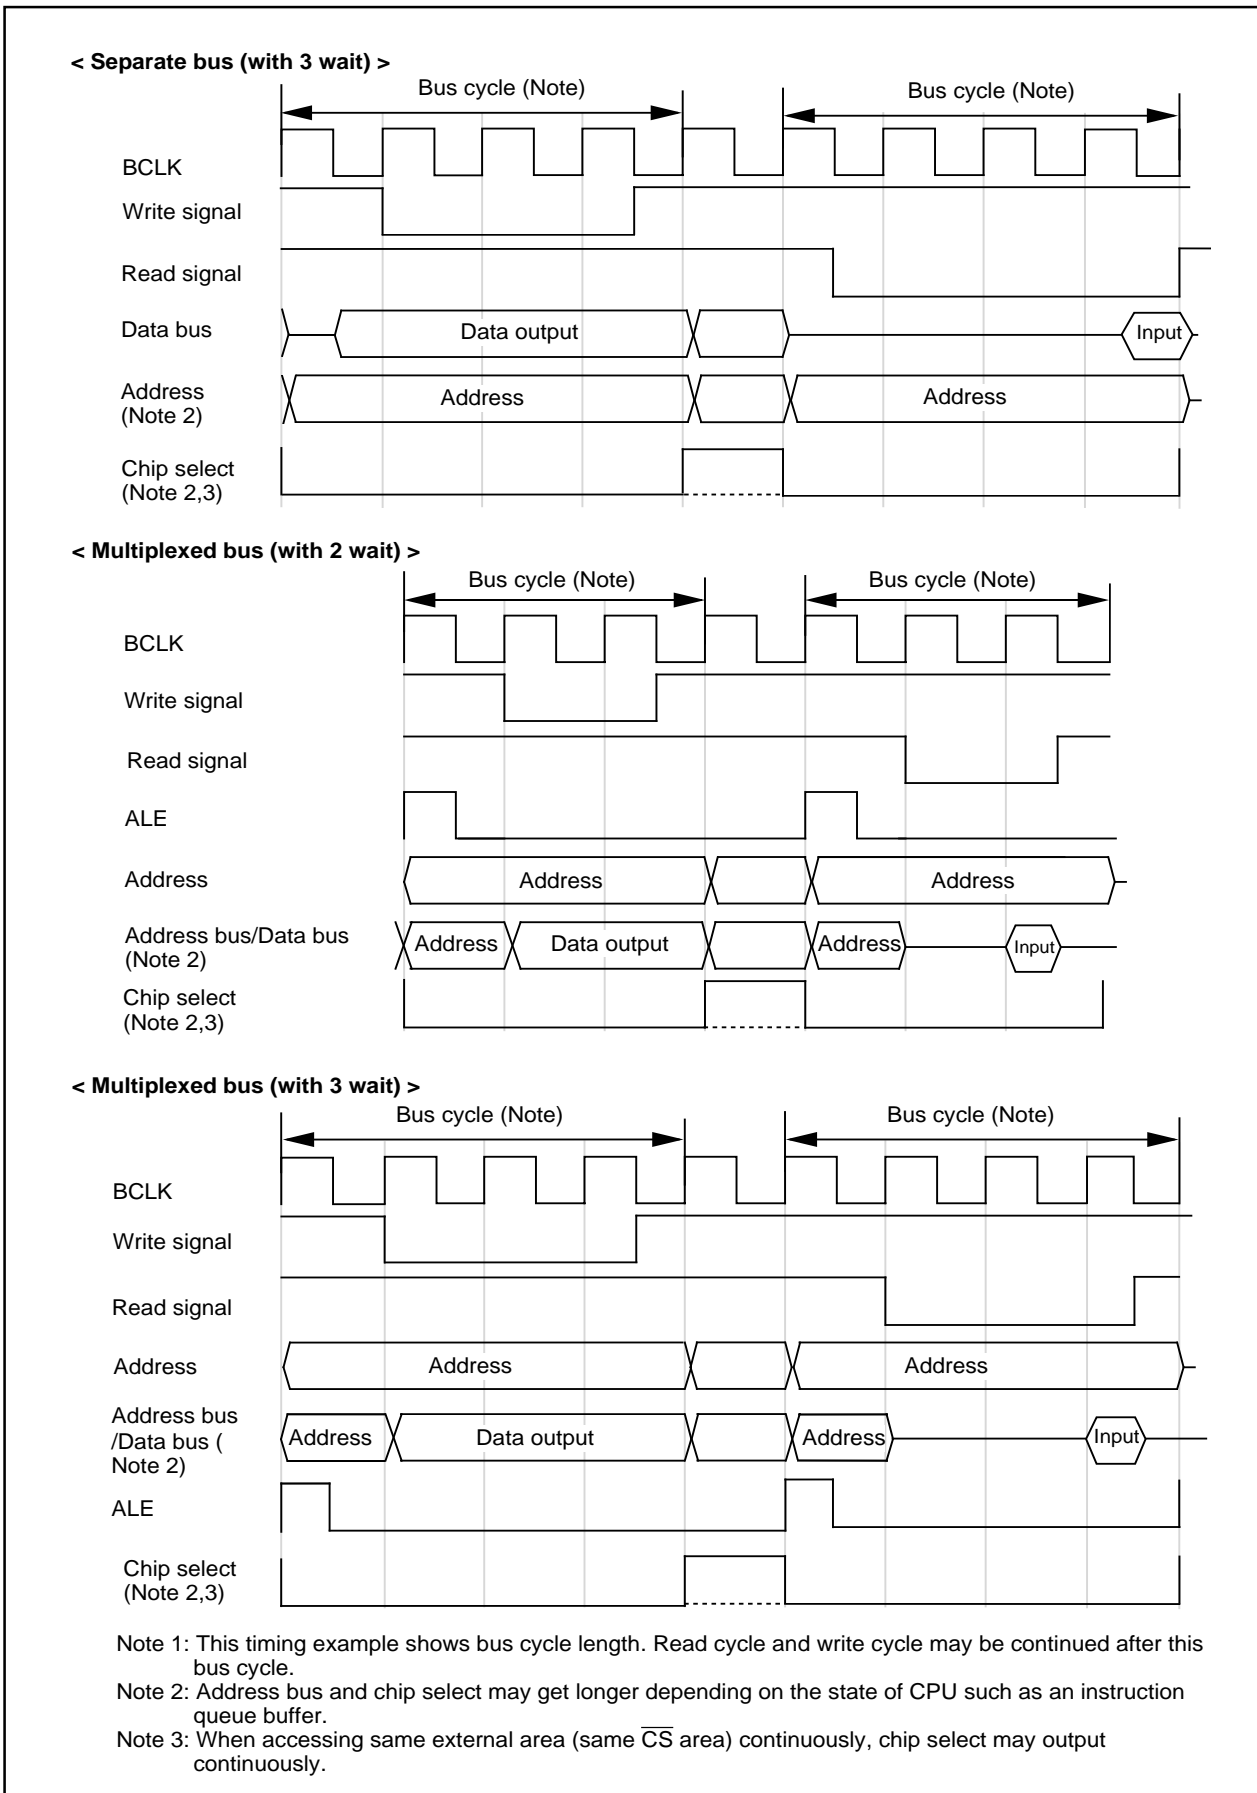 < Separate bus (with 3 wait) >
Bus cycle (Note)
Bus cycle (Note)
BCLK
Write signal
Read signal
Data bus
Data output
Input
Address
(Note 2)
Address
Address
Chip select
(Note 2,3)
< Multiplexed bus (with 2 wait) >
Bus cycle (Note)
Bus cycle (Note)
BCLK
Write signal
Read signal
ALE
Address
Address
Address
Address bus/Data bus
(Note 2)
Address
Data output
Address
Input
Chip select
(Note 2,3)
< Multiplexed bus (with 3 wait) >
Bus cycle (Note)
Bus cycle (Note)
BCLK
Write signal
Read signal
Address
Address
Address
Address bus
/Data bus (
Note 2)
Address
Data output
Address
Input
ALE
Chip select
(Note 2,3)
Note 1: This timing example shows bus cycle length. Read cycle and write cycle may be continued after this
bus cycle.
Note 2: Address bus and chip select may get longer depending on the state of CPU such as an instruction
queue buffer.
Note 3: When accessing same external area (same C̅S̅ area) continuously, chip select may output
continuously.